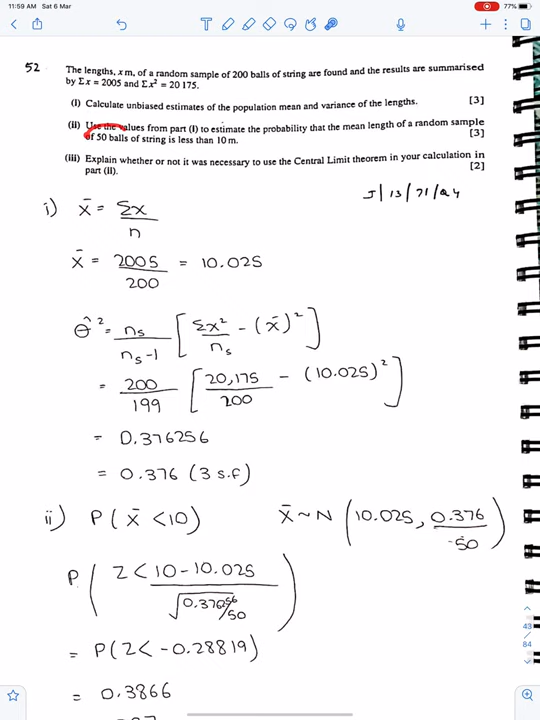 11:59 AM Sat 6 Mar
77%
52
The lengths, x m, of a random sample of 200 balls of string are found and the results are summarised
by Σx = 2005 and Σx² = 20 175.
(i) Calculate unbiased estimates of the population mean and variance of the lengths. [3]
(ii) Use the values from part (i) to estimate the probability that the mean length of a random sample
of 50 balls of string is less than 10 m. [3]
(iii) Explain whether or not it was necessary to use the Central Limit theorem in your calculation in
part (ii). [2]
J/13/71/Q4
i) x̄ = Σx / n
x̄ = 2005 / 200 = 10.025
σ̂² = nₛ / (nₛ-1) [ Σx² / nₛ - (x̄)² ]
= 200 / 199 [ 20,175 / 200 - (10.025)² ]
= 0.376256
= 0.376 (3 s.f)
ii) P(x̄ < 10) X̄ ~ N (10.025, 0.376 / 50)
P( Z < 10 - 10.025 / √0.376256/50 )
= P(Z < -0.28819)
= 0.3866
43
/
84